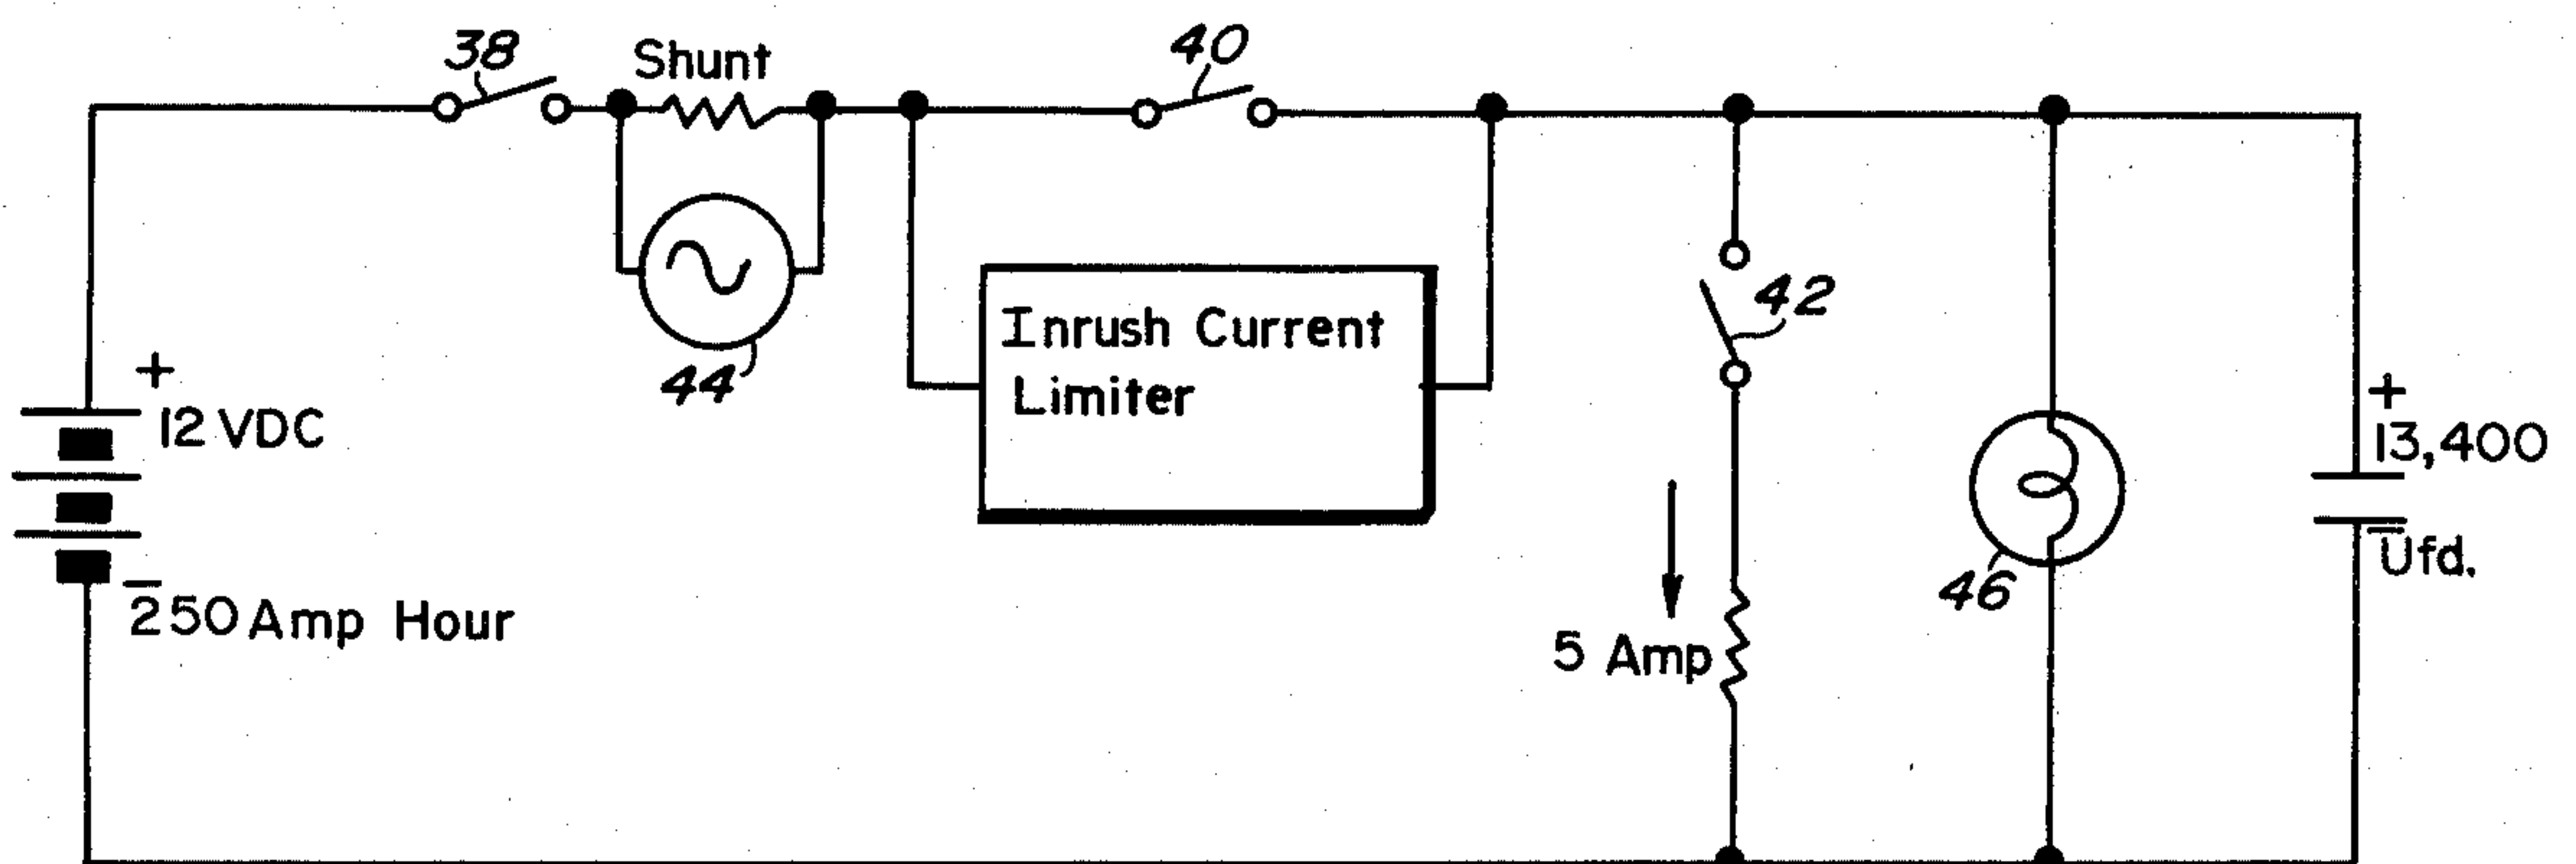 38
Shunt
40
44
Inrush Current
Limiter
42
+
12 VDC
–
250 Amp Hour
5 Amp
46
+
13,400
–
Ufd.